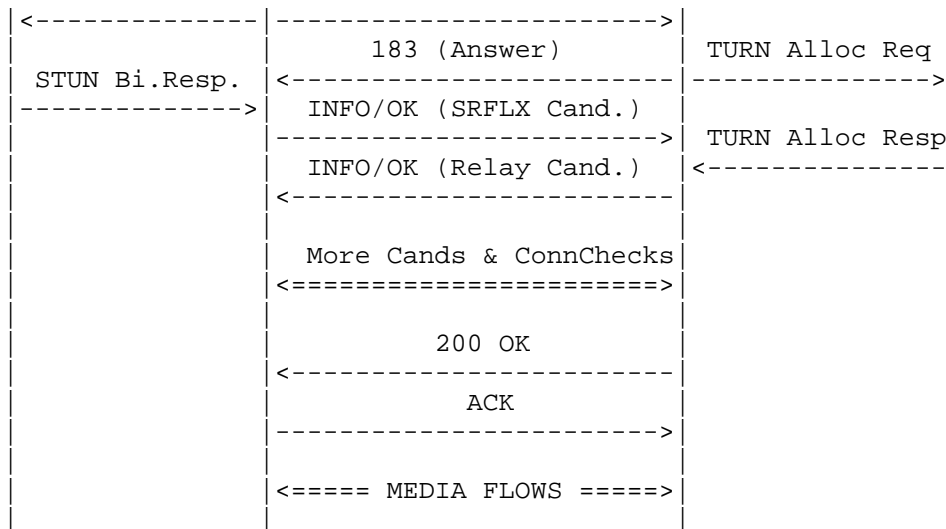 183 (Answer)
TURN Alloc Req
STUN Bi.Resp.
INFO/OK (SRFLX Cand.)
TURN Alloc Resp
INFO/OK (Relay Cand.)
More Cands & ConnChecks
200 OK
ACK
MEDIA FLOWS